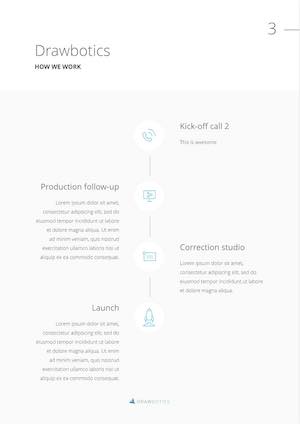 3
Drawbotics
HOW WE WORK
Kick-off call 2
This is awesome
Production follow-up
Lorem ipsum dolor sit amet,
consectetur adipiscing elit, sed do
eiusmod tempor incididunt ut labore
et dolore magna aliqua. Ut enim
ad minim veniam, quis nostrud
exercitation ullamco laboris nisi ut
aliquip ex ea commodo consequat.
Correction studio
Lorem ipsum dolor sit amet,
consectetur adipiscing elit, sed do
eiusmod tempor incididunt ut labore
et dolore magna aliqua.
Launch
Lorem ipsum dolor sit amet,
consectetur adipiscing elit, sed do
eiusmod tempor incididunt ut labore
et dolore magna aliqua. Ut enim
ad minim veniam, quis nostrud
exercitation ullamco laboris nisi ut
aliquip ex ea commodo consequat.
DRAWBOTICS